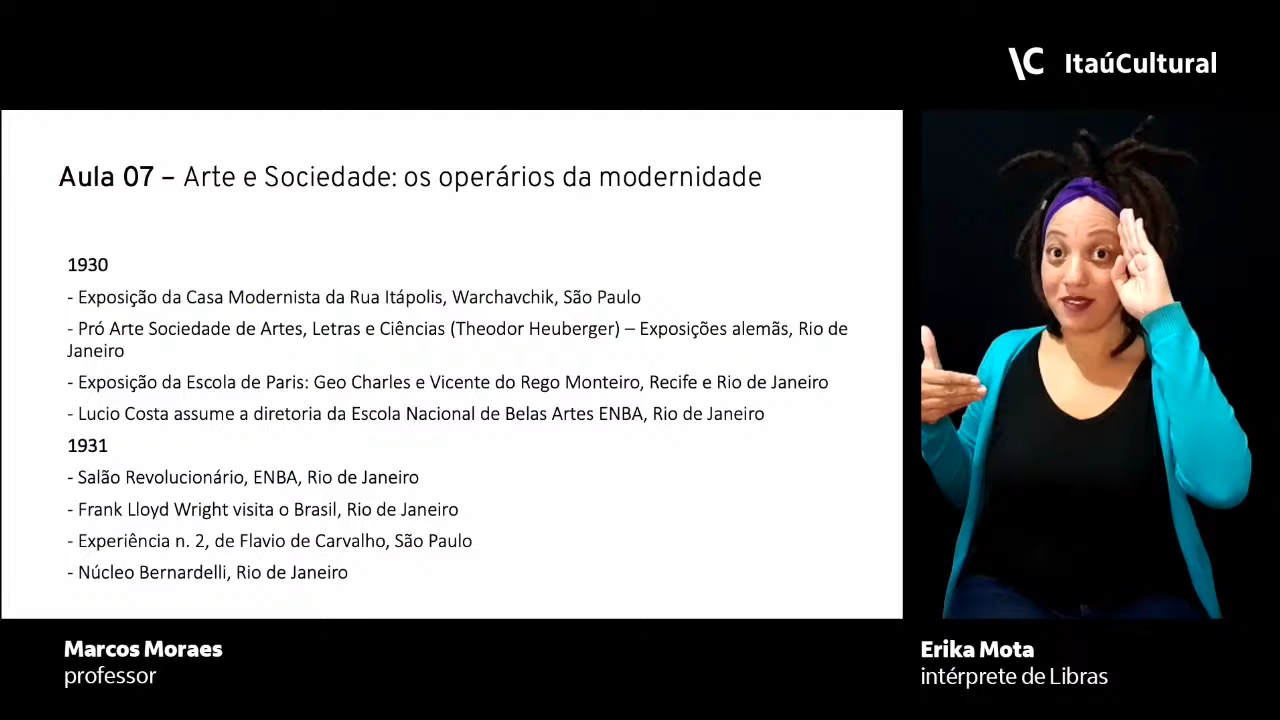 \C ItaúCultural
Aula 07 – Arte e Sociedade: os operários da modernidade
1930
- Exposição da Casa Modernista da Rua Itápolis, Warchavchik, São Paulo
- Pró Arte Sociedade de Artes, Letras e Ciências (Theodor Heuberger) – Exposições alemãs, Rio de
Janeiro
- Exposição da Escola de Paris: Geo Charles e Vicente do Rego Monteiro, Recife e Rio de Janeiro
- Lucio Costa assume a diretoria da Escola Nacional de Belas Artes ENBA, Rio de Janeiro
1931
- Salão Revolucionário, ENBA, Rio de Janeiro
- Frank Lloyd Wright visita o Brasil, Rio de Janeiro
- Experiência n. 2, de Flavio de Carvalho, São Paulo
- Núcleo Bernardelli, Rio de Janeiro
Marcos Moraes
professor
Erika Mota
intérprete de Libras